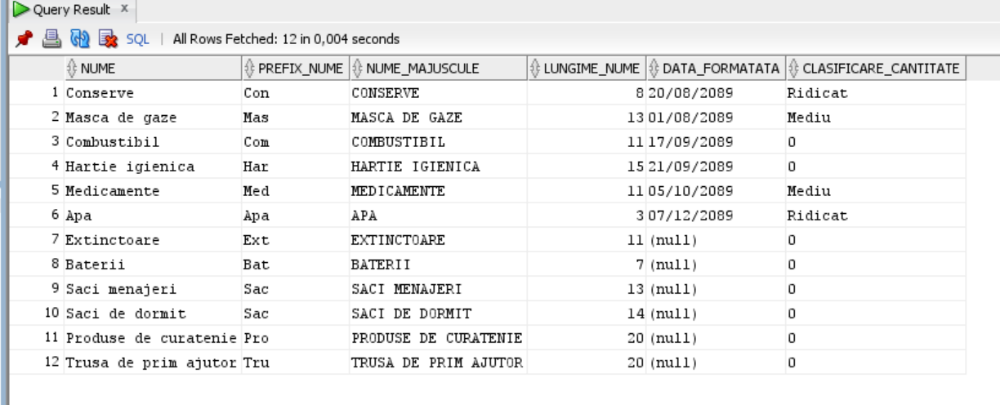 Query Result x
SQL | All Rows Fetched: 12 in 0,004 seconds
NUME PREFIX_NUME NUME_MAJUSCULE LUNGIME_NUME DATA_FORMATATA CLASIFICARE_CANTITATE
1 Conserve Con CONSERVE 8 20/08/2089 Ridicat
2 Masca de gaze Mas MASCA DE GAZE 13 01/08/2089 Mediu
3 Combustibil Com COMBUSTIBIL 11 17/09/2089 0
4 Hartie igienica Har HARTIE IGIENICA 15 21/09/2089 0
5 Medicamente Med MEDICAMENTE 11 05/10/2089 Mediu
6 Apa Apa APA 3 07/12/2089 Ridicat
7 Extinctoare Ext EXTINCTOARE 11 (null) 0
8 Baterii Bat BATERII 7 (null) 0
9 Saci menajeri Sac SACI MENAJERI 13 (null) 0
10 Saci de dormit Sac SACI DE DORMIT 14 (null) 0
11 Produse de curatenie Pro PRODUSE DE CURATENIE 20 (null) 0
12 Trusa de prim ajutor Tru TRUSA DE PRIM AJUTOR 20 (null) 0